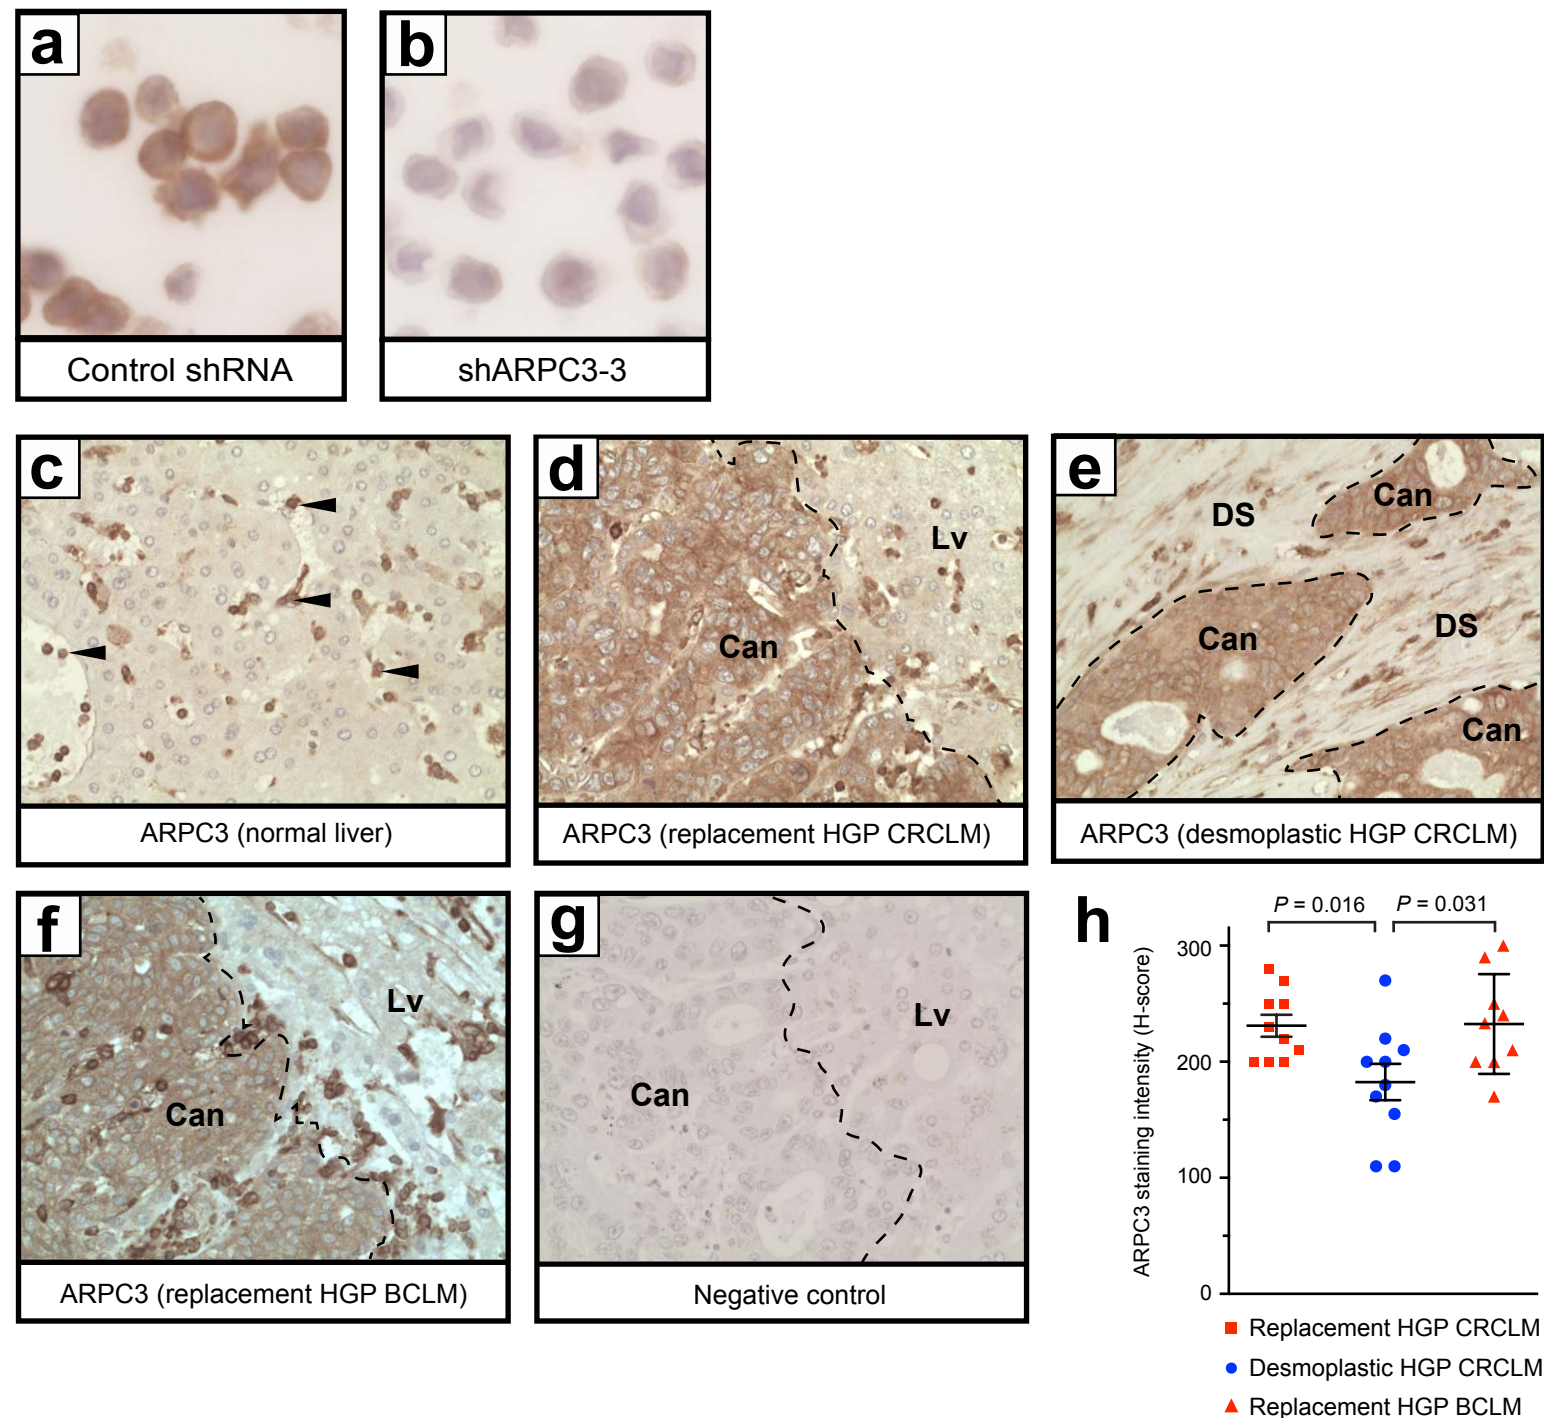 a
b
Control shRNA
shARPC3-3
c
d
Lv
Can
e
Can
DS
Can
DS
Can
ARPC3 (normal liver)
ARPC3 (replacement HGP CRCLM)
ARPC3 (desmoplastic HGP CRCLM)
f
Lv
Can
g
Lv
Can
ARPC3 (replacement HGP BCLM)
Negative control
h
P = 0.016
P = 0.031
ARPC3 staining intensity (H-score)
300
200
100
0
Replacement HGP CRCLM
Desmoplastic HGP CRCLM
Replacement HGP BCLM